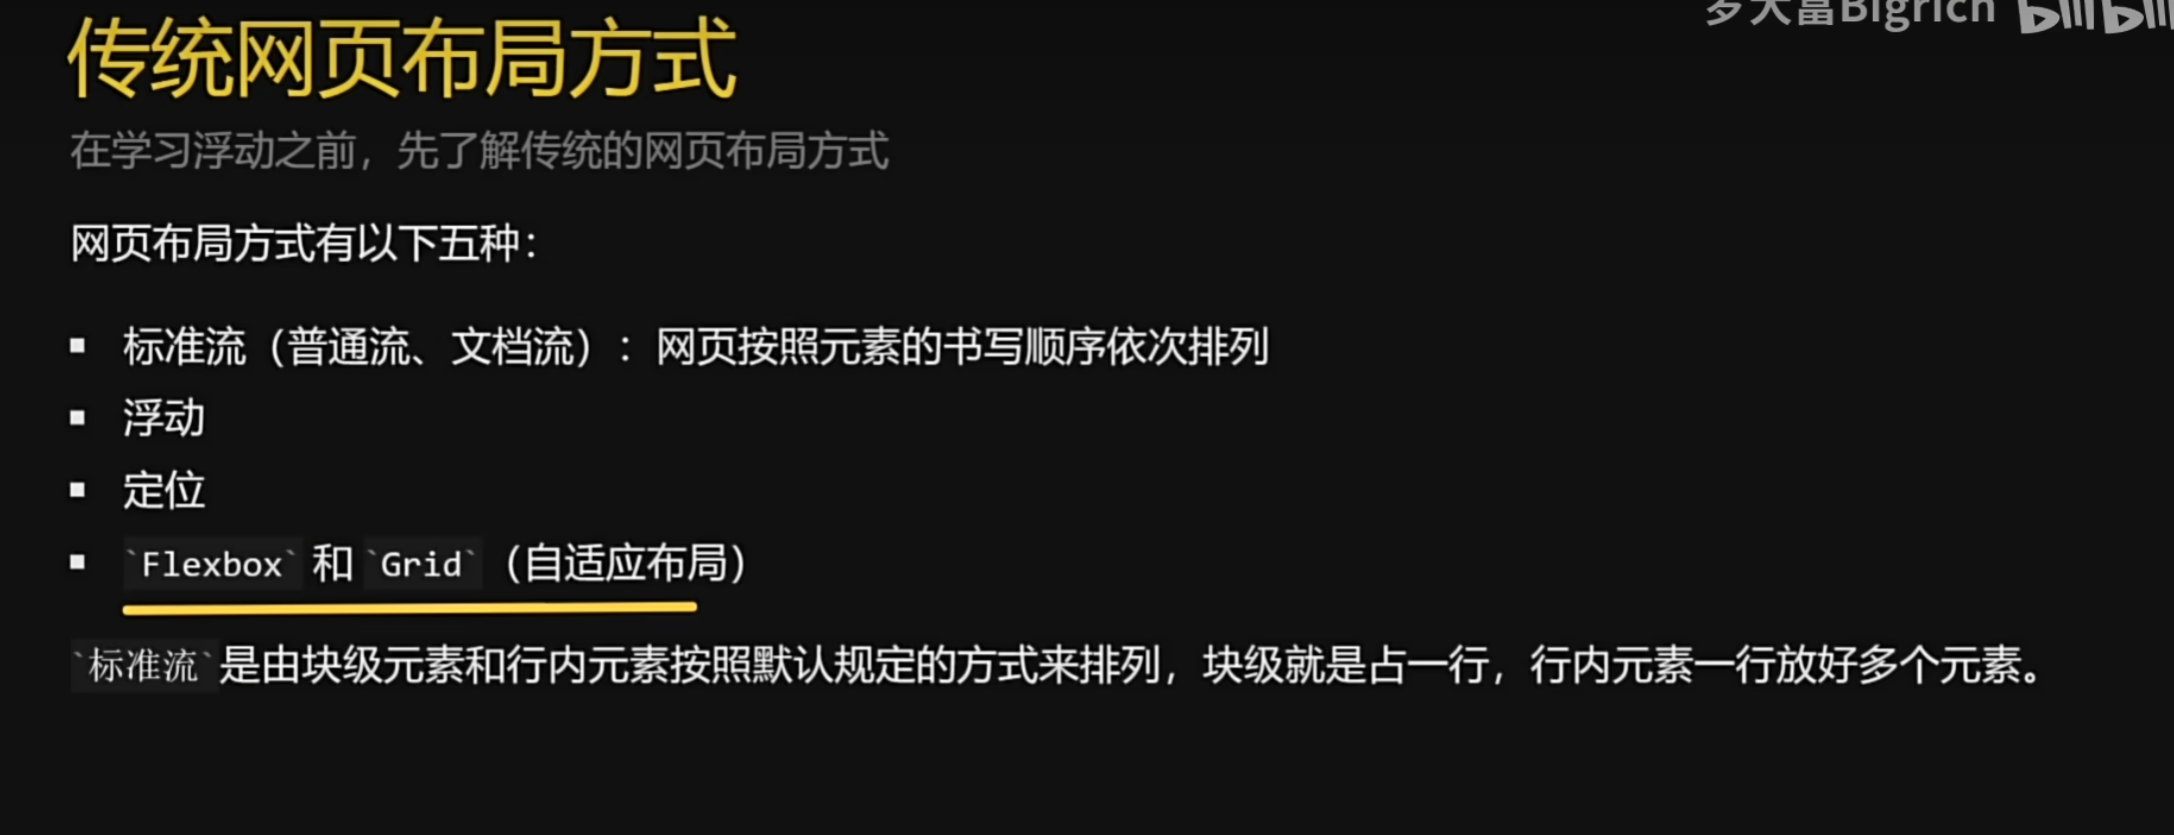 罗大富Bigrich bilibili
传统网页布局方式
在学习浮动之前，先了解传统的网页布局方式
网页布局方式有以下五种：
▪ 标准流（普通流、文档流）：网页按照元素的书写顺序依次排列
▪ 浮动
▪ 定位
▪ `Flexbox` 和 `Grid`（自适应布局）
`标准流`是由块级元素和行内元素按照默认规定的方式来排列，块级就是占一行，行内元素一行放好多个元素。